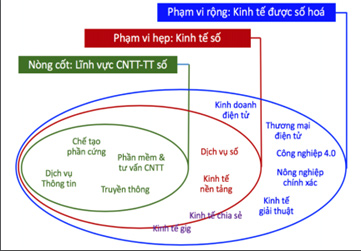 Phạm vi rộng: Kinh tế được số hoá
Phạm vi hẹp: Kinh tế số
Nòng cốt: Lĩnh vực CNTT-TT số
Kinh doanh
điện tử
Thương mại
điện tử
Chế tạo
phần cứng
Phần mềm &
tư vấn CNTT
Dịch vụ số
Công nghiệp 4.0
Dịch vụ
Thông tin
Truyền thông
Kinh tế
nền tảng
Nông nghiệp
chính xác
Kinh tế
giải thuật
Kinh tế chia sẻ
Kinh tế gig